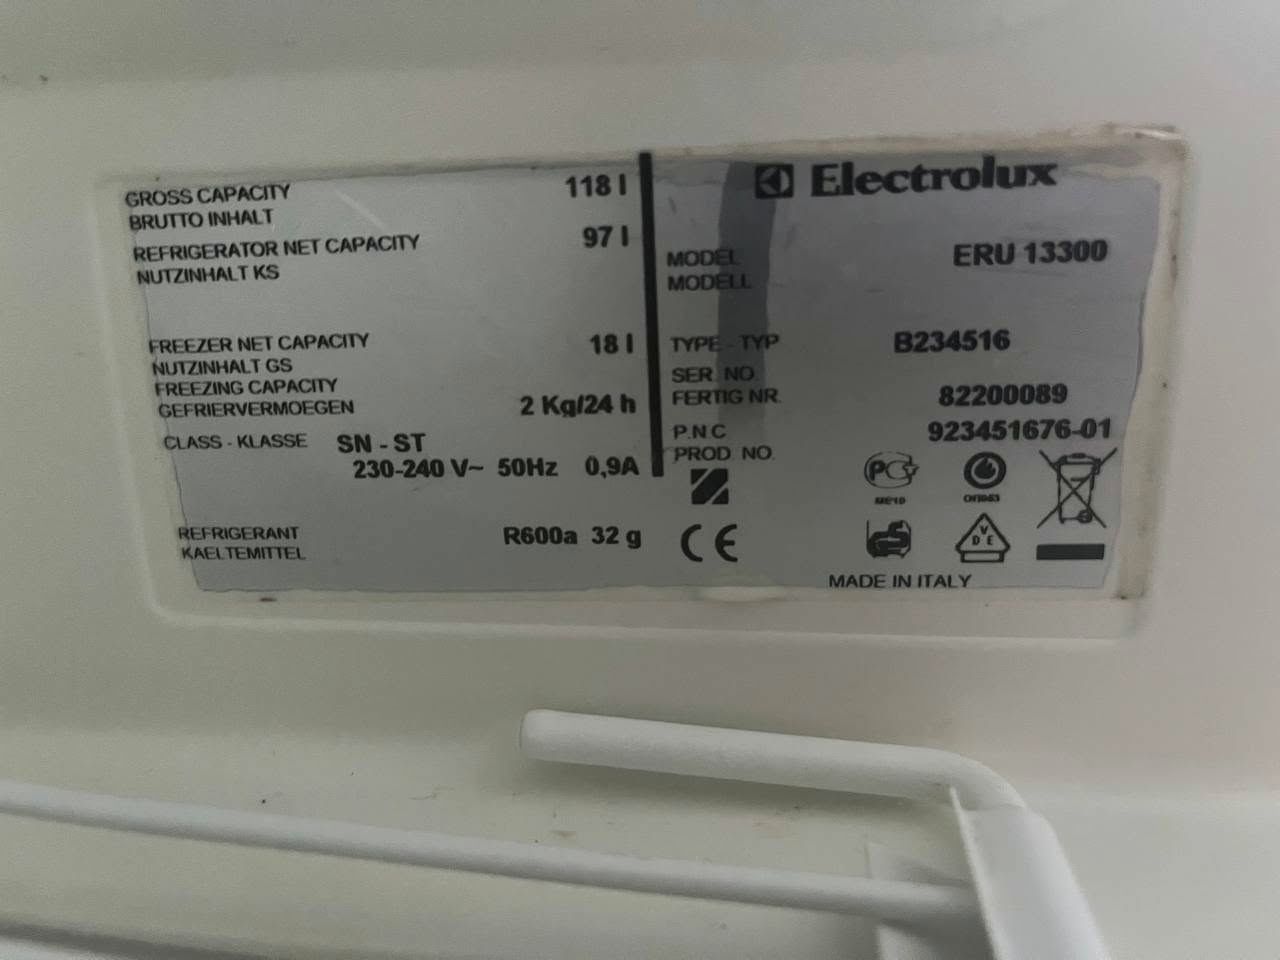 GROSS CAPACITY 118 l
BRUTTO INHALT
REFRIGERATOR NET CAPACITY 97 l
NUTZINHALT KS
FREEZER NET CAPACITY 18 l
NUTZINHALT GS
FREEZING CAPACITY
GEFRIERVERMOEGEN 2 Kg/24 h
CLASS - KLASSE SN - ST
230-240 V~ 50Hz 0,9A
REFRIGERANT R600a 32 g
KAELTEMITTEL
Electrolux
MODEL ERU 13300
MODELL
TYPE - TYP B234516
SER. NO.
FERTIG NR. 82200089
P.N.C 923451676-01
PROD. NO.
PC
CE
VDE
MADE IN ITALY